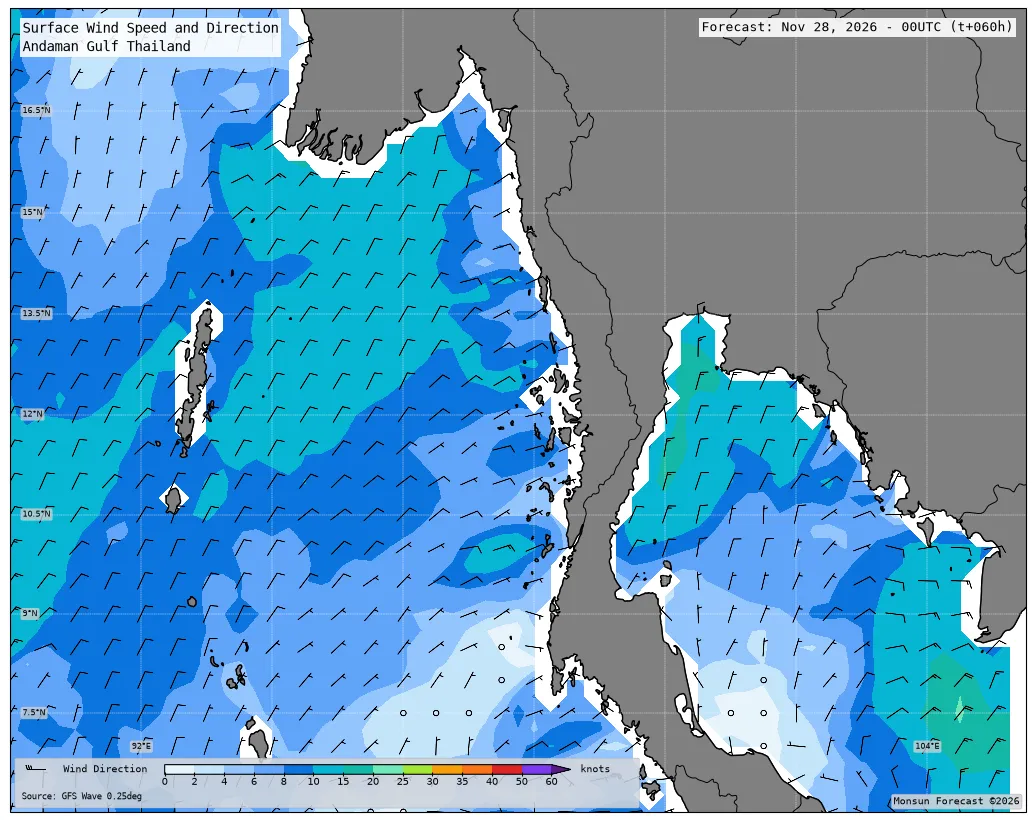 Surface Wind Speed and Direction
Andaman Gulf Thailand
Forecast: Nov 28, 2026 - 00UTC (t+060h)
16.5°N
15°N
13.5°N
12°N
10.5°N
9°N
7.5°N
92°E
104°E
Wind Direction
0 2 4 6 8 10 15 20 25 30 35 40 50 60
knots
Source: GFS Wave 0.25deg
Monsun Forecast ©2026